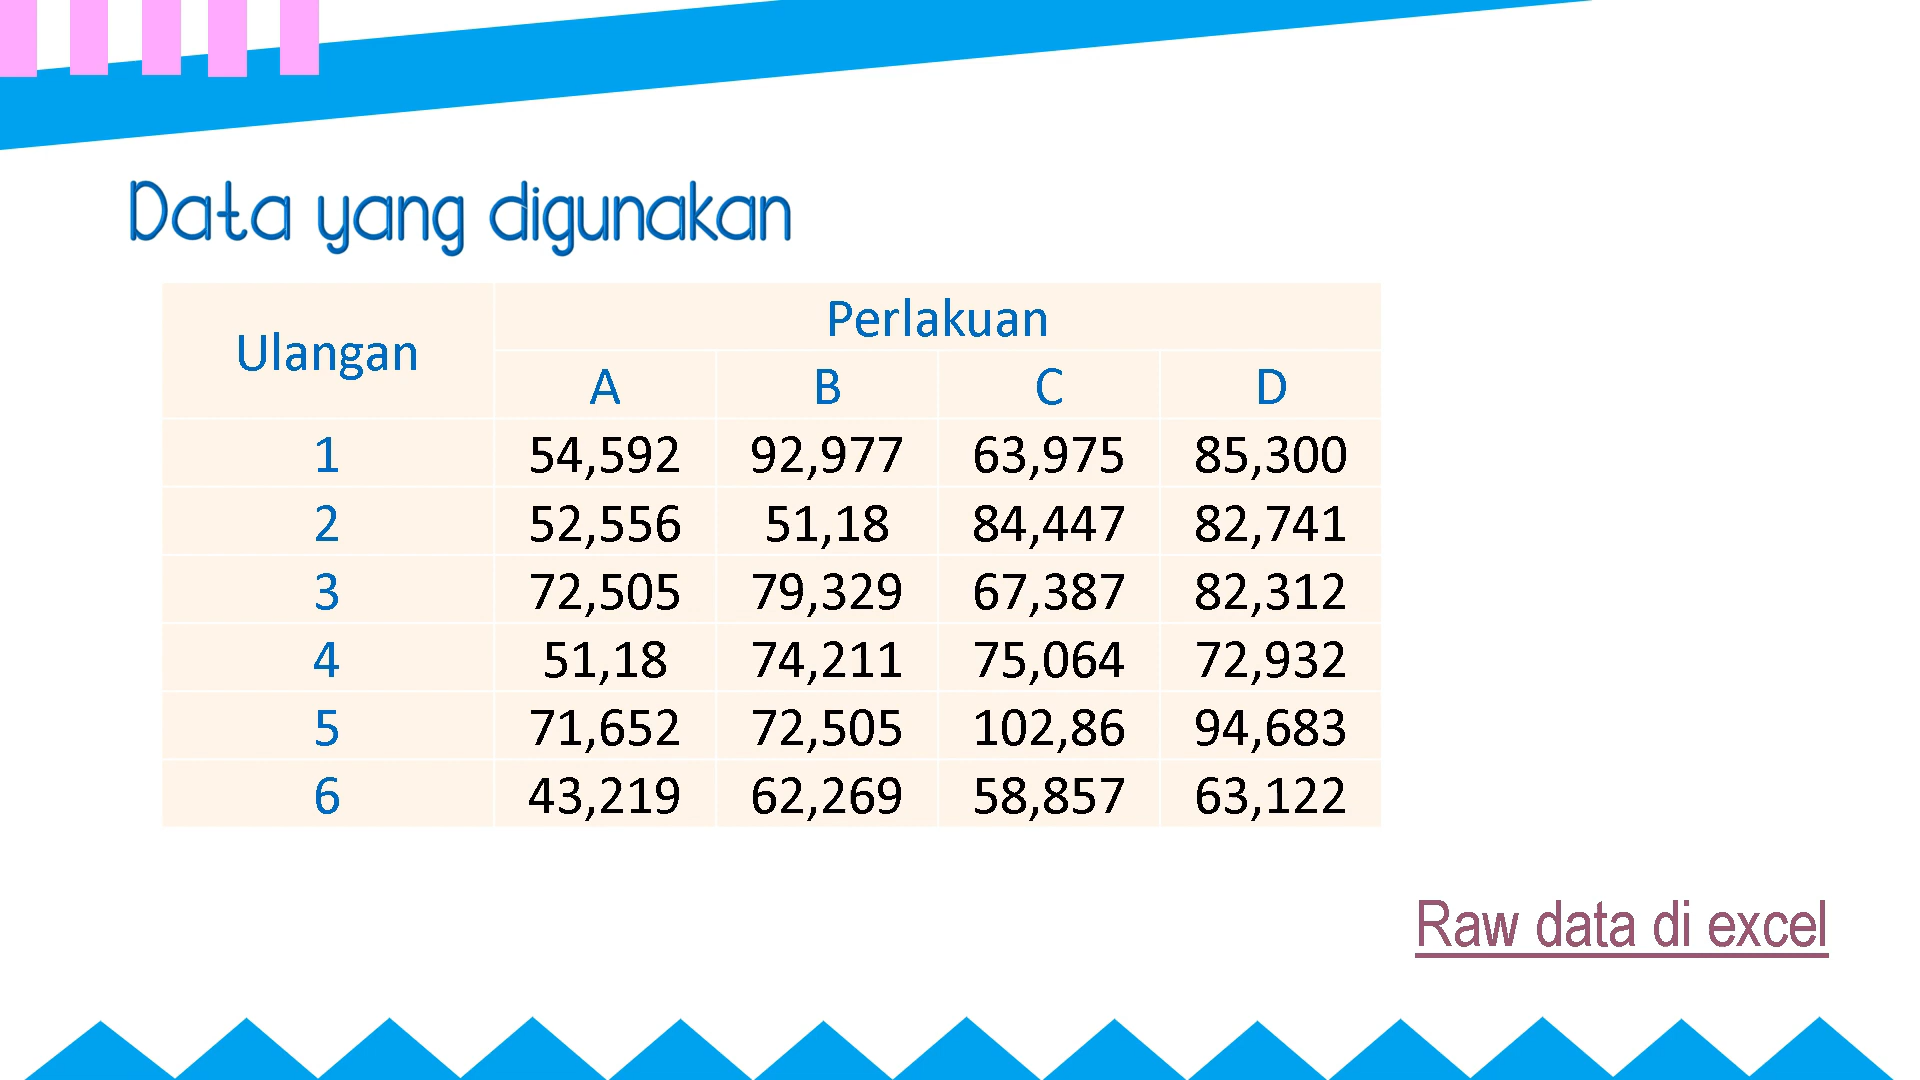 Data yang digunakan
Ulangan Perlakuan
A B C D
1 54,592 92,977 63,975 85,300
2 52,556 51,18 84,447 82,741
3 72,505 79,329 67,387 82,312
4 51,18 74,211 75,064 72,932
5 71,652 72,505 102,86 94,683
6 43,219 62,269 58,857 63,122
Raw data di excel